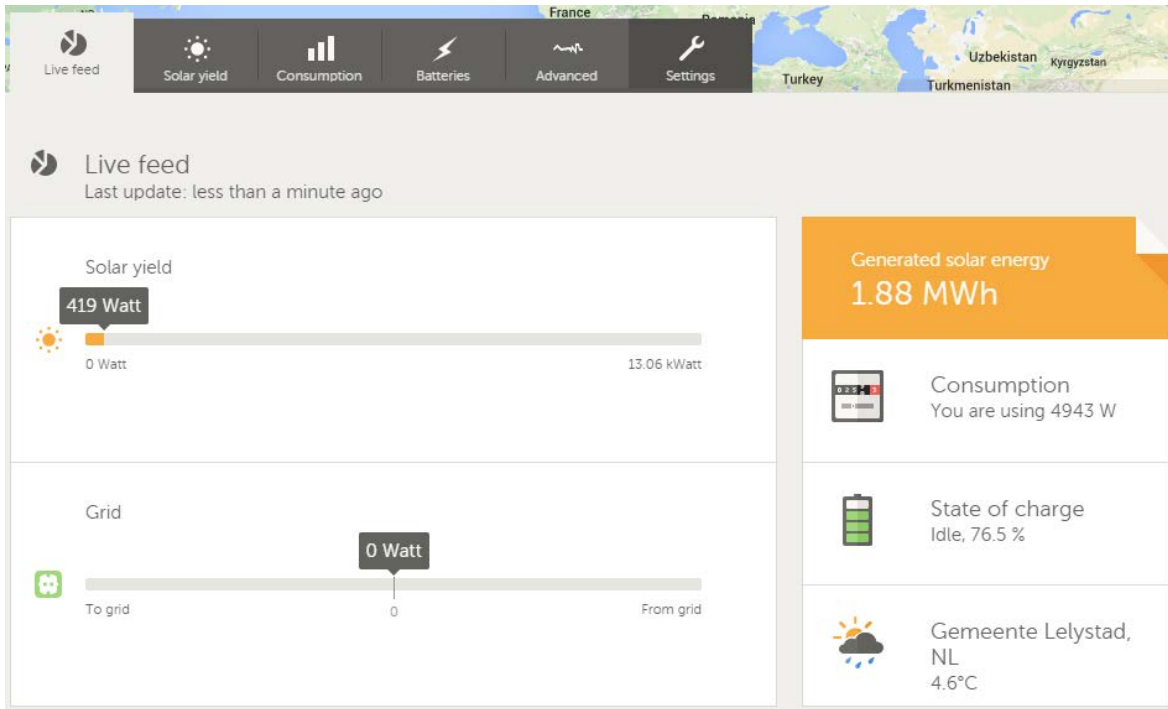 France
Romania
Uzbekistan
Kyrgyzstan
Turkey
Turkmenistan
Live feed
Solar yield
Consumption
Batteries
Advanced
Settings
Live feed
Last update: less than a minute ago
Solar yield
419 Watt
0 Watt
13.06 kWatt
Grid
0 Watt
To grid
0
From grid
Generated solar energy
1.88 MWh
Consumption
You are using 4943 W
State of charge
Idle, 76.5 %
Gemeente Lelystad,
NL
4.6°C